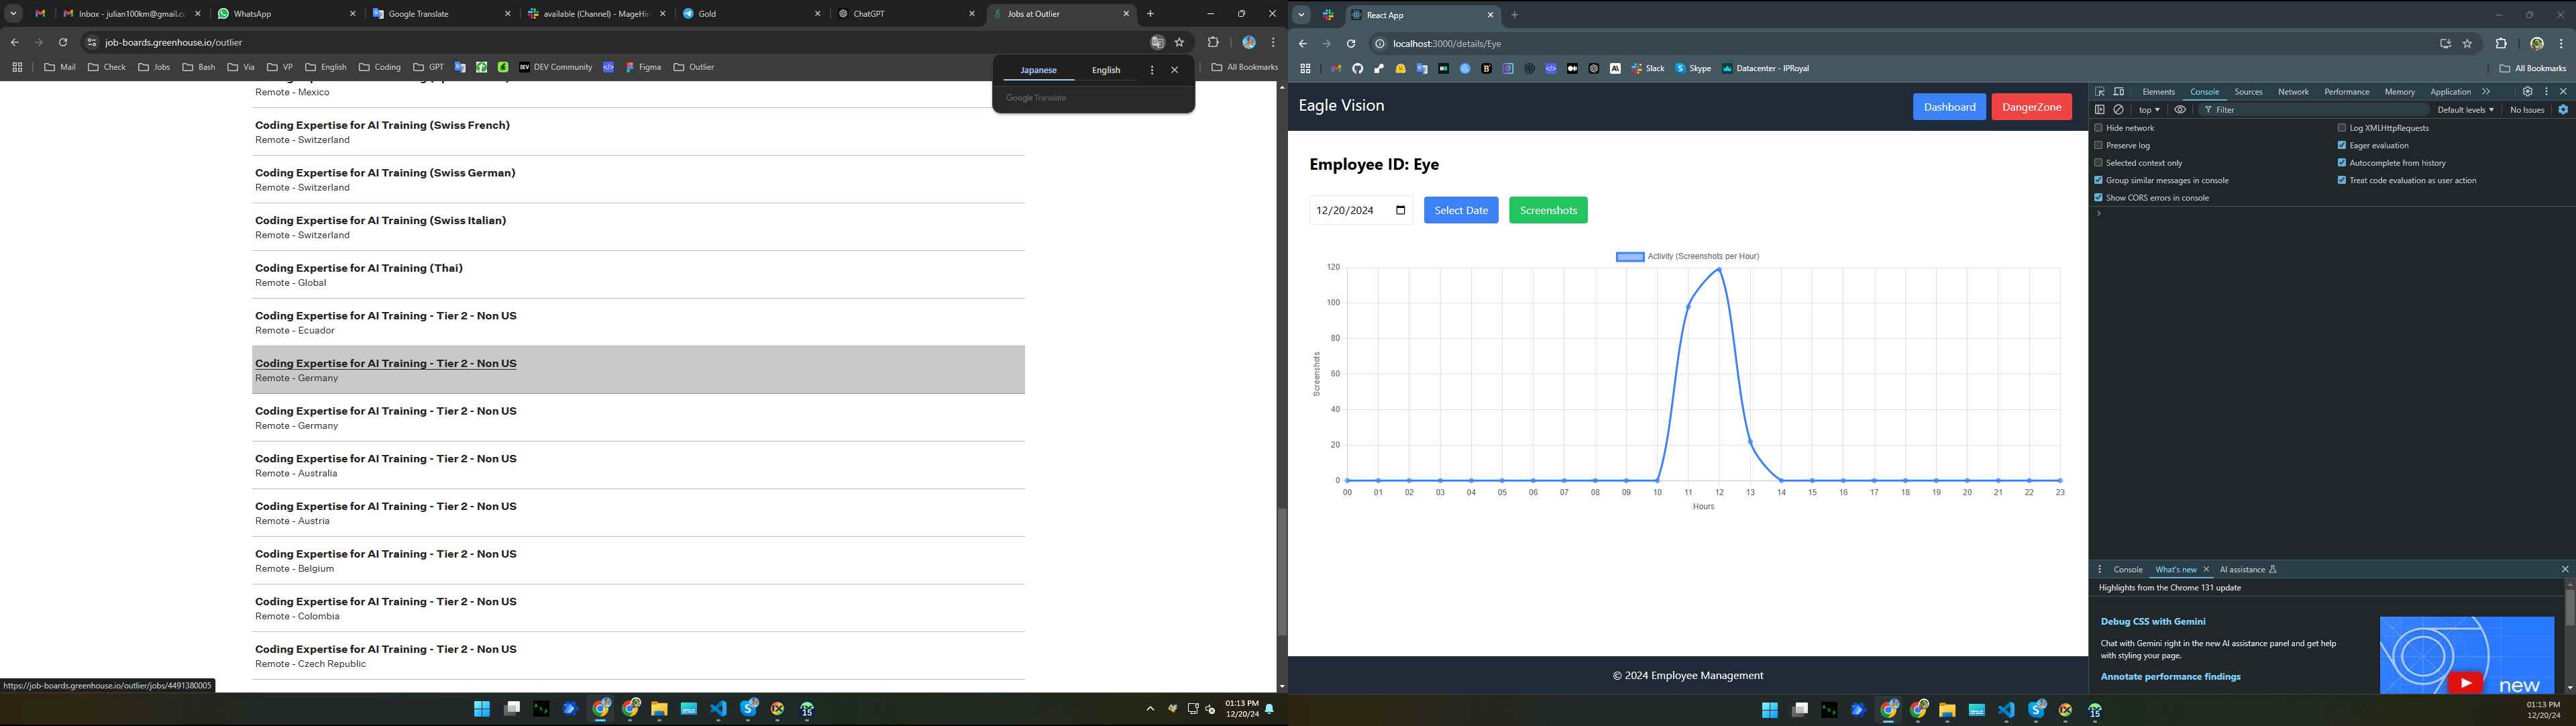 Inbox - julian100km@gmail.cc
WhatsApp
Google Translate
available (Channel) - MageHir
Gold
ChatGPT
Jobs at Outlier
job-boards.greenhouse.io/outlier
Mail
Check
Jobs
Bash
Via
VP
English
Coding
GPT
DEV Community
Figma
Outlier
All Bookmarks
Japanese
English
Google Translate
Remote - Mexico
Coding Expertise for AI Training (Swiss French)
Remote - Switzerland
Coding Expertise for AI Training (Swiss German)
Remote - Switzerland
Coding Expertise for AI Training (Swiss Italian)
Remote - Switzerland
Coding Expertise for AI Training (Thai)
Remote - Global
Coding Expertise for AI Training - Tier 2 - Non US
Remote - Ecuador
Coding Expertise for AI Training - Tier 2 - Non US
Remote - Germany
Coding Expertise for AI Training - Tier 2 - Non US
Remote - Germany
Coding Expertise for AI Training - Tier 2 - Non US
Remote - Australia
Coding Expertise for AI Training - Tier 2 - Non US
Remote - Austria
Coding Expertise for AI Training - Tier 2 - Non US
Remote - Belgium
Coding Expertise for AI Training - Tier 2 - Non US
Remote - Colombia
Coding Expertise for AI Training - Tier 2 - Non US
Remote - Czech Republic
https://job-boards.greenhouse.io/outlier/jobs/4491380005
15
01:13 PM
12/20/24
React App
localhost:3000/details/Eye
Slack
Skype
Datacenter - IPRoyal
All Bookmarks
Eagle Vision
Dashboard
DangerZone
Employee ID: Eye
12/20/2024
Select Date
Screenshots
Activity (Screenshots per Hour)
120
100
80
60
40
20
0
Screenshots
00 01 02 03 04 05 06 07 08 09 10 11 12 13 14 15 16 17 18 19 20 21 22 23
Hours
© 2024 Employee Management
Elements
Console
Sources
Network
Performance
Memory
Application
top
Filter
Default levels
No Issues
Hide network
Log XMLHttpRequests
Preserve log
Eager evaluation
Selected context only
Autocomplete from history
Group similar messages in console
Treat code evaluation as user action
Show CORS errors in console
Console
What's new
AI assistance
Highlights from the Chrome 131 update
Debug CSS with Gemini
Chat with Gemini right in the new AI assistance panel and get help
with styling your page.
Annotate performance findings
new
15
01:13 PM
12/20/24